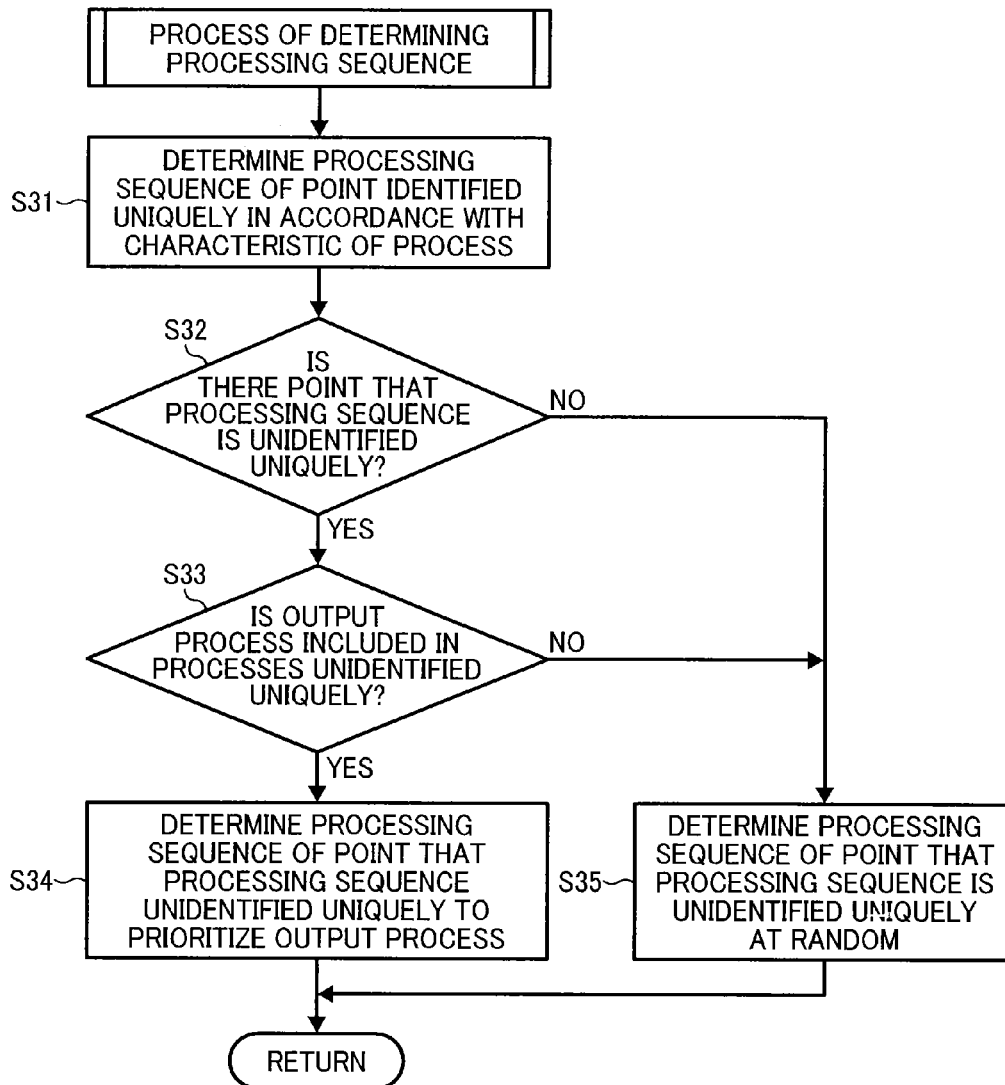 PROCESS OF DETERMINING
PROCESSING SEQUENCE
DETERMINE PROCESSING
SEQUENCE OF POINT IDENTIFIED
UNIQUELY IN ACCORDANCE WITH
CHARACTERISTIC OF PROCESS
S31
S32
IS
THERE POINT THAT
PROCESSING SEQUENCE
IS UNIDENTIFIED
UNIQUELY?
NO
YES
S33
IS OUTPUT
PROCESS INCLUDED IN
PROCESSES UNIDENTIFIED
UNIQUELY?
NO
YES
DETERMINE PROCESSING
SEQUENCE OF POINT THAT
PROCESSING SEQUENCE
UNIDENTIFIED UNIQUELY TO
PRIORITIZE OUTPUT PROCESS
S34
DETERMINE PROCESSING
SEQUENCE OF POINT THAT
PROCESSING SEQUENCE IS
UNIDENTIFIED UNIQUELY
AT RANDOM
S35
RETURN